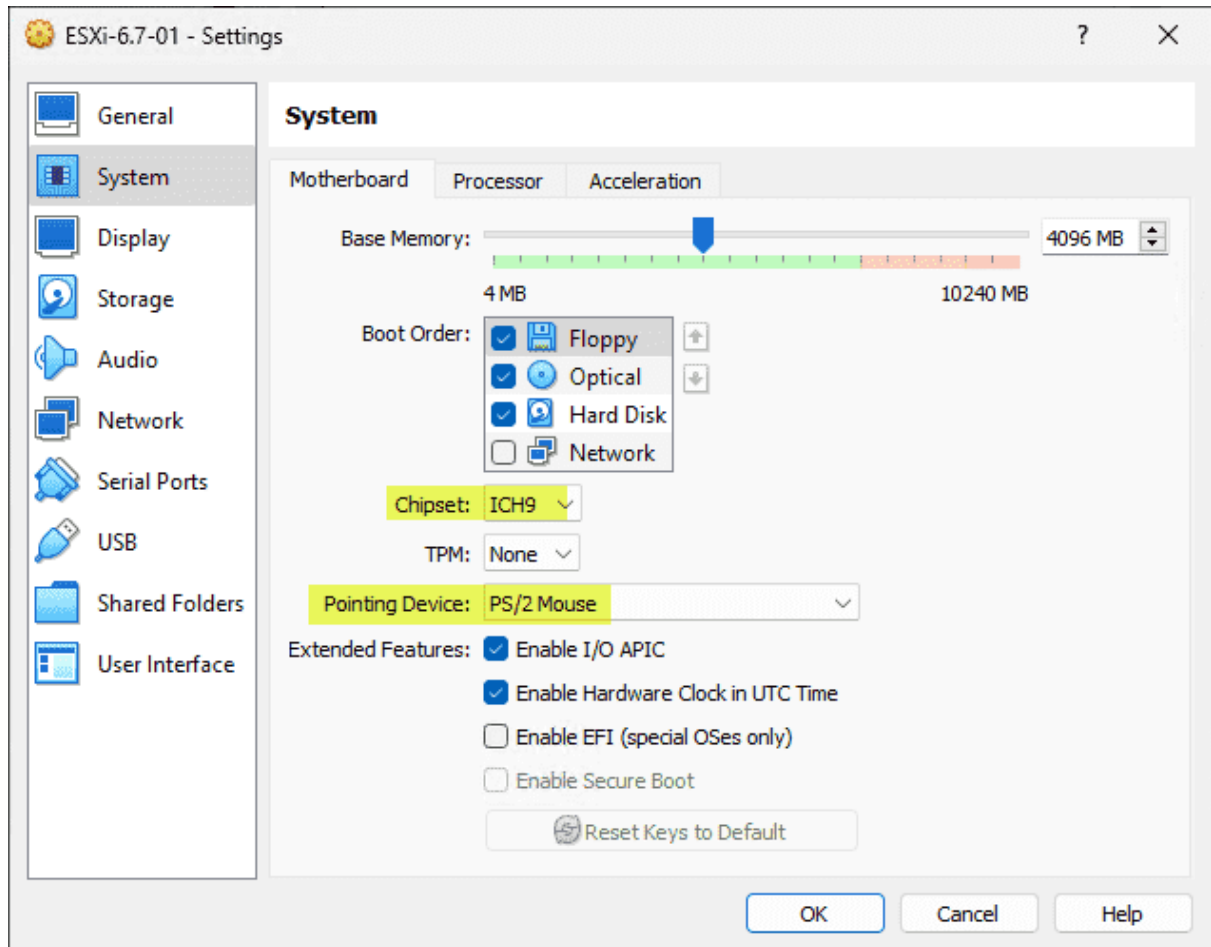 ESXi-6.7-01 - Settings
?
General
System
Display
Storage
Audio
Network
Serial Ports
USB
Shared Folders
User Interface
System
Motherboard Processor Acceleration
Base Memory: 4096 MB
4 MB 10240 MB
Boot Order: Floppy
Optical
Hard Disk
Network
Chipset: ICH9
TPM: None
Pointing Device: PS/2 Mouse
Extended Features: Enable I/O APIC
Enable Hardware Clock in UTC Time
Enable EFI (special OSes only)
Enable Secure Boot
Reset Keys to Default
OK Cancel Help